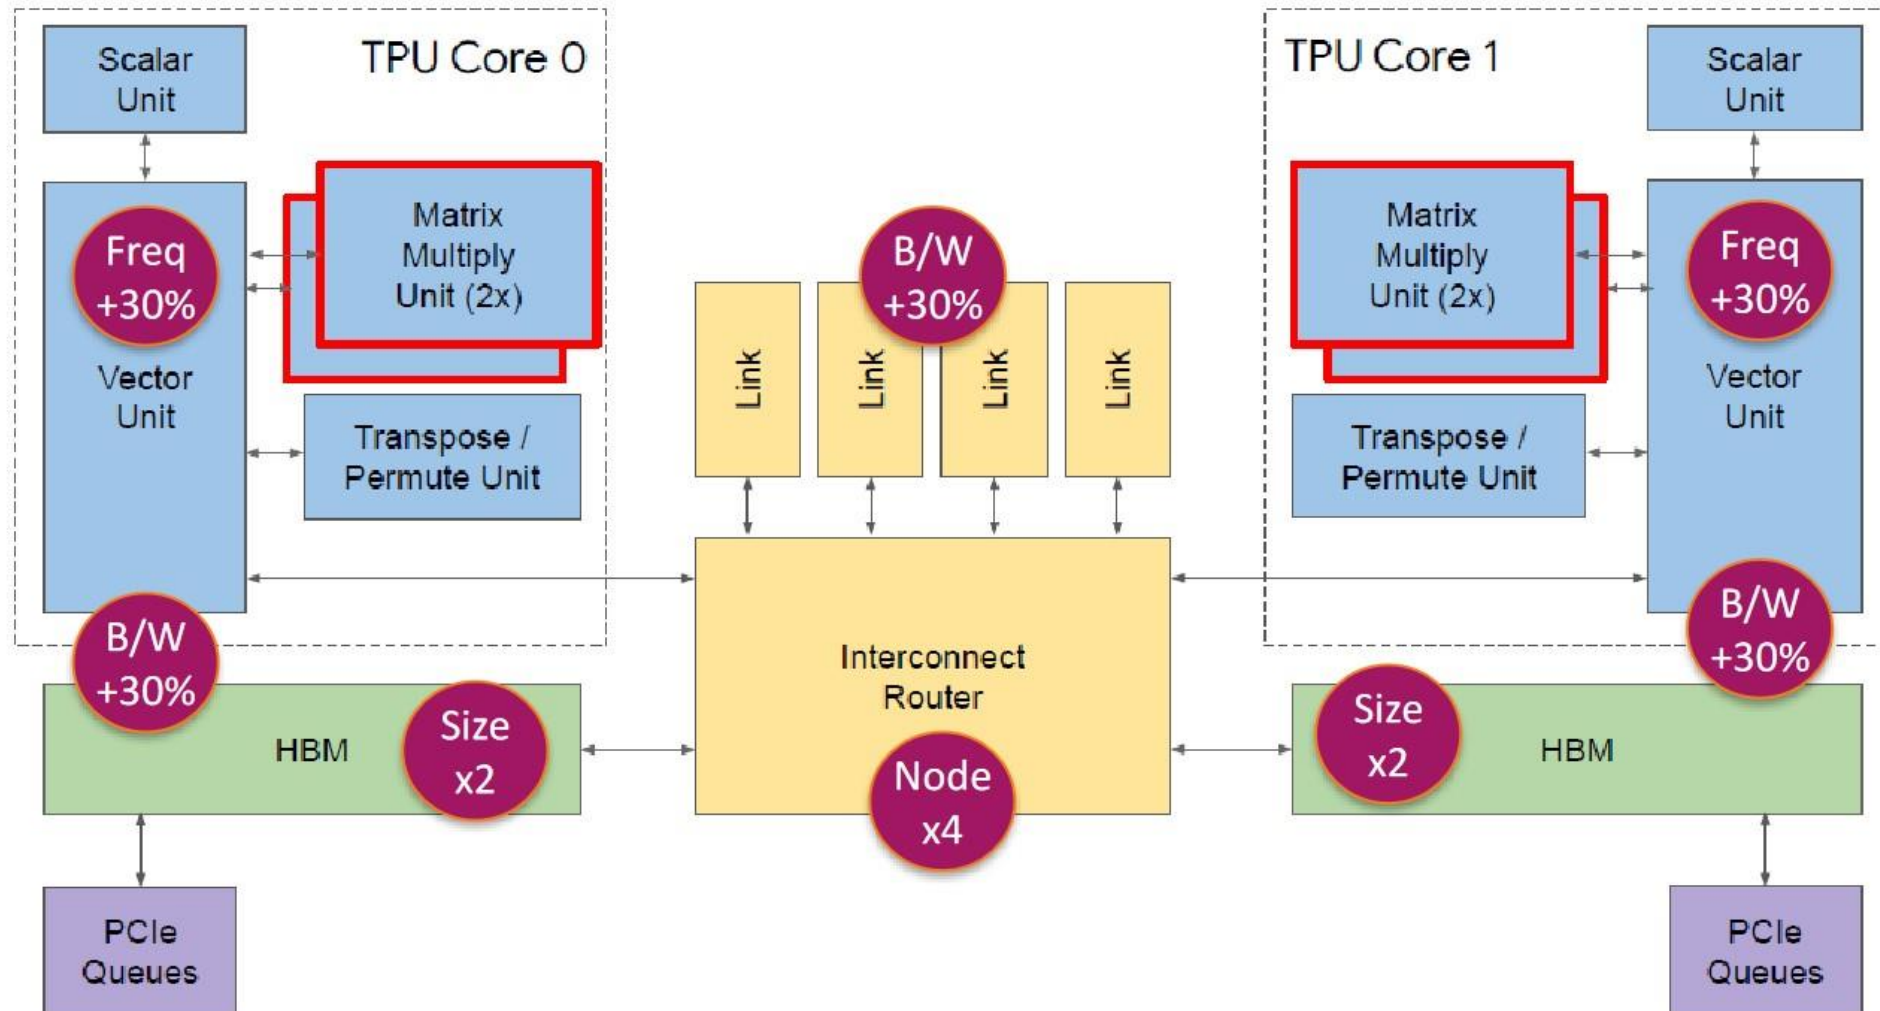 TPU Core 0
Scalar
Unit
Freq
+30%
Vector
Unit
Matrix
Multiply
Unit (2x)
Transpose /
Permute Unit
B/W
+30%
HBM
Size
x2
PCIe
Queues
B/W
+30%
Link
Link
Link
Link
Interconnect
Router
Node
x4
TPU Core 1
Scalar
Unit
Matrix
Multiply
Unit (2x)
Freq
+30%
Vector
Unit
Transpose /
Permute Unit
B/W
+30%
Size
x2
HBM
PCIe
Queues